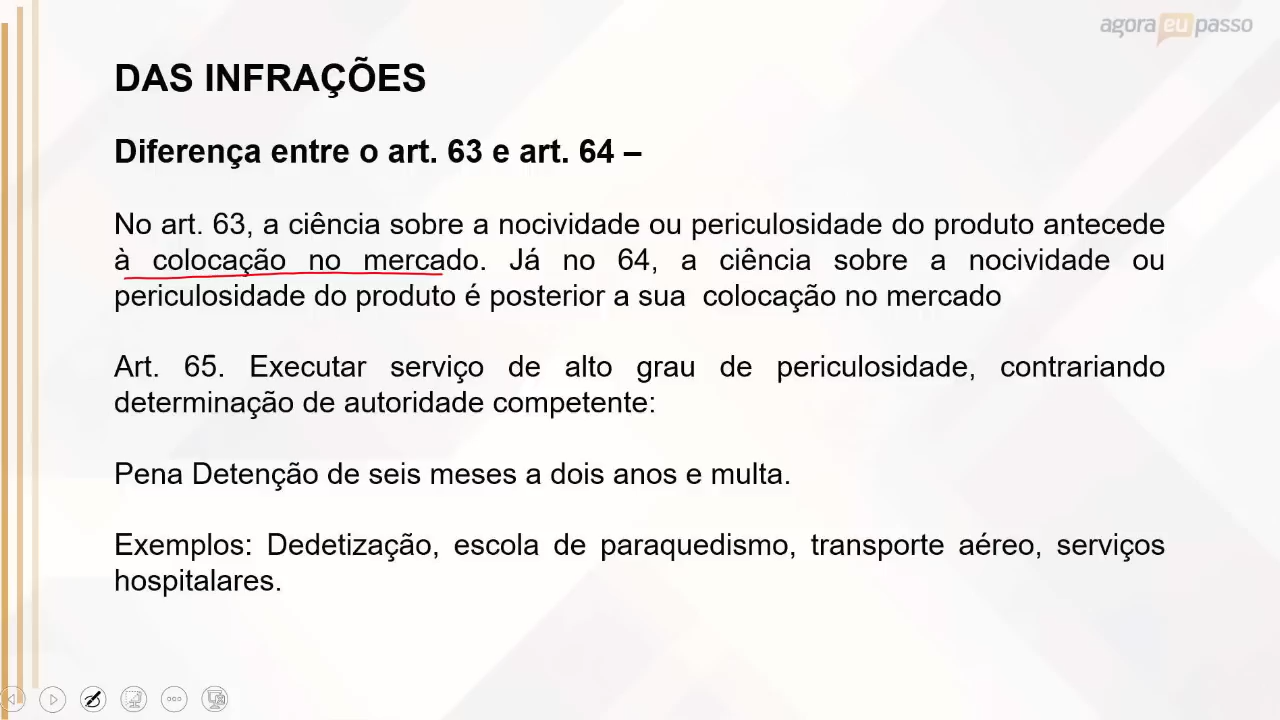 agora eu passo
DAS INFRAÇÕES
Diferença entre o art. 63 e art. 64 –
No art. 63, a ciência sobre a nocividade ou periculosidade do produto antecede
à colocação no mercado. Já no 64, a ciência sobre a nocividade ou
periculosidade do produto é posterior a sua colocação no mercado
Art. 65. Executar serviço de alto grau de periculosidade, contrariando
determinação de autoridade competente:
Pena Detenção de seis meses a dois anos e multa.
Exemplos: Dedetização, escola de paraquedismo, transporte aéreo, serviços
hospitalares.